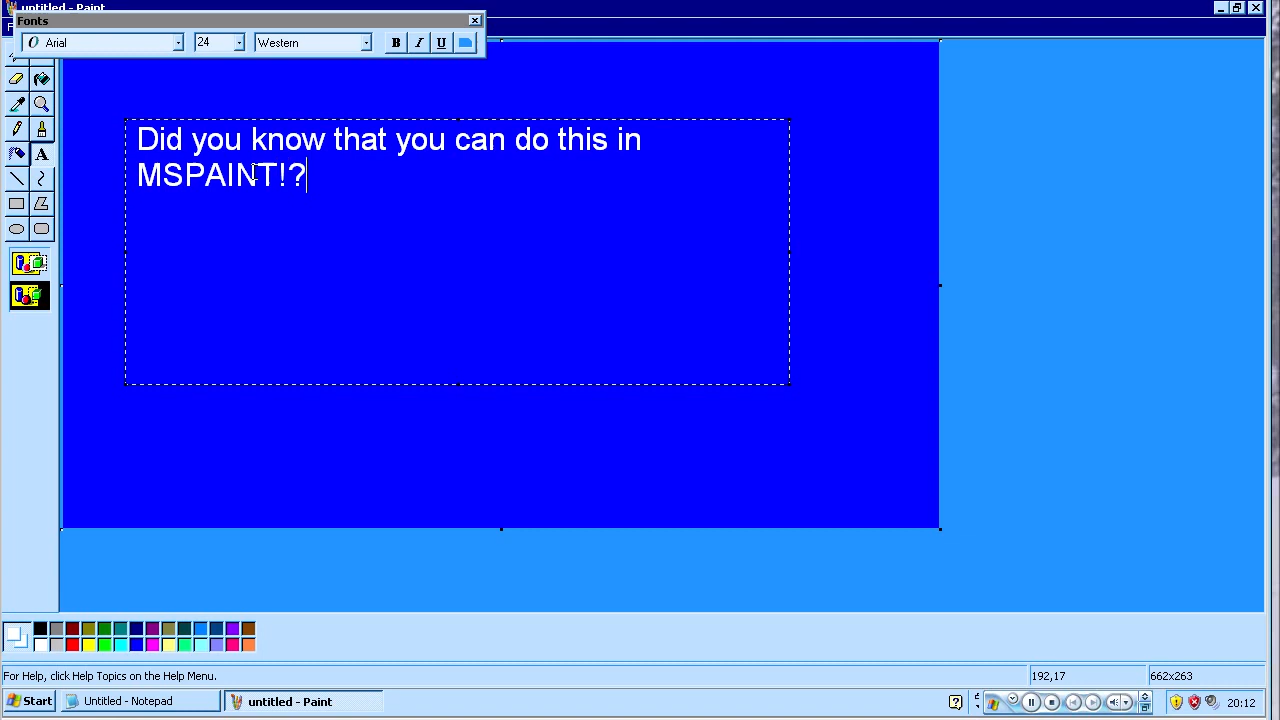 untitled - Paint
Fonts
Arial
24
Western
B
I
U
A
Did you know that you can do this in
MSPAINT!?
For Help, click Help Topics on the Help Menu.
192,17
662x263
Start
Untitled - Notepad
untitled - Paint
20:12